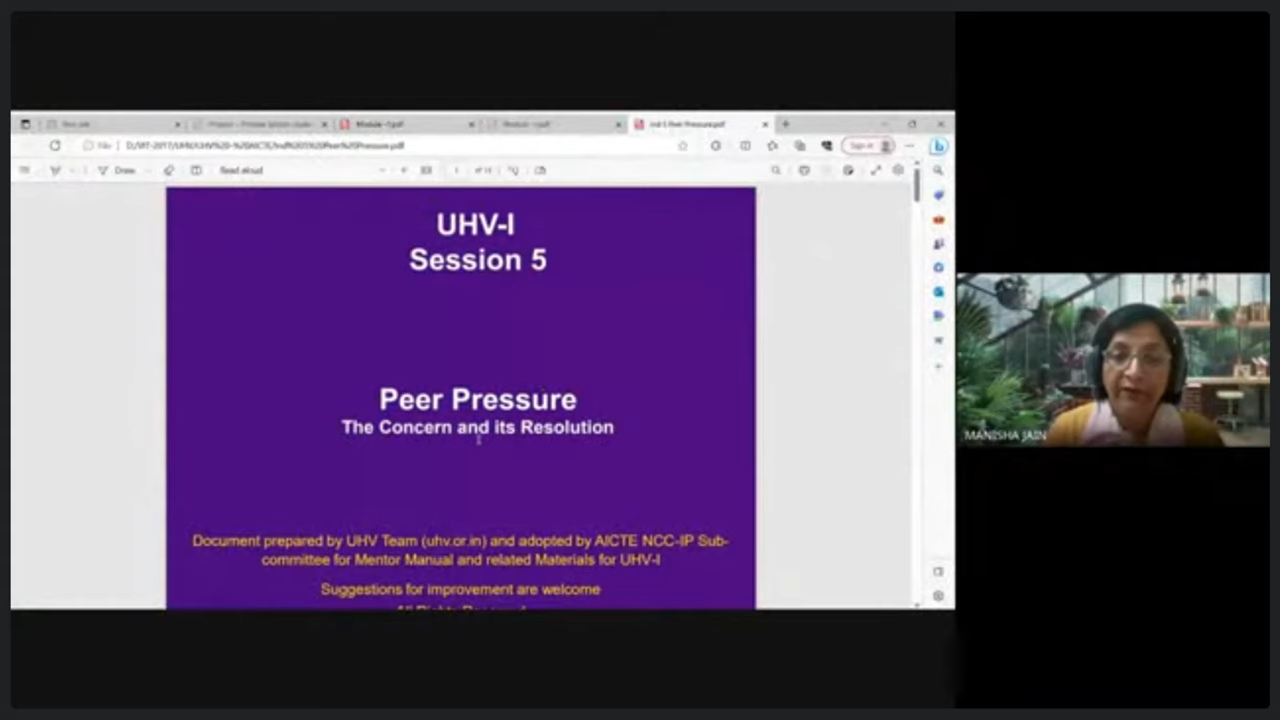 Read aloud
Draw
Sign in
UHV-I
Session 5
Peer Pressure
The Concern and its Resolution
Document prepared by UHV Team (uhv.or.in) and adopted by AICTE NCC-IP Sub-
committee for Mentor Manual and related Materials for UHV-I
Suggestions for improvement are welcome
MANISHA JAIN